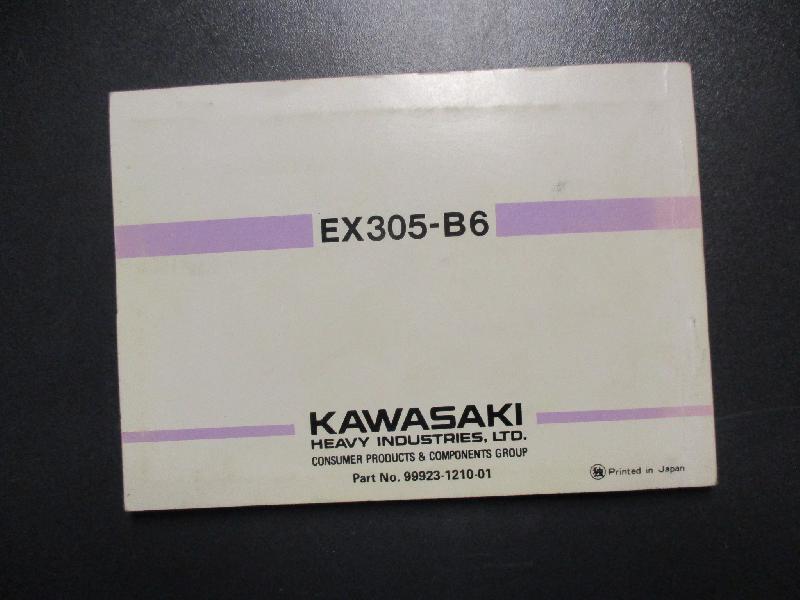 EX305-B6
KAWASAKI
HEAVY INDUSTRIES, LTD.
CONSUMER PRODUCTS & COMPONENTS GROUP
Part No. 99923-1210-01
Printed in Japan